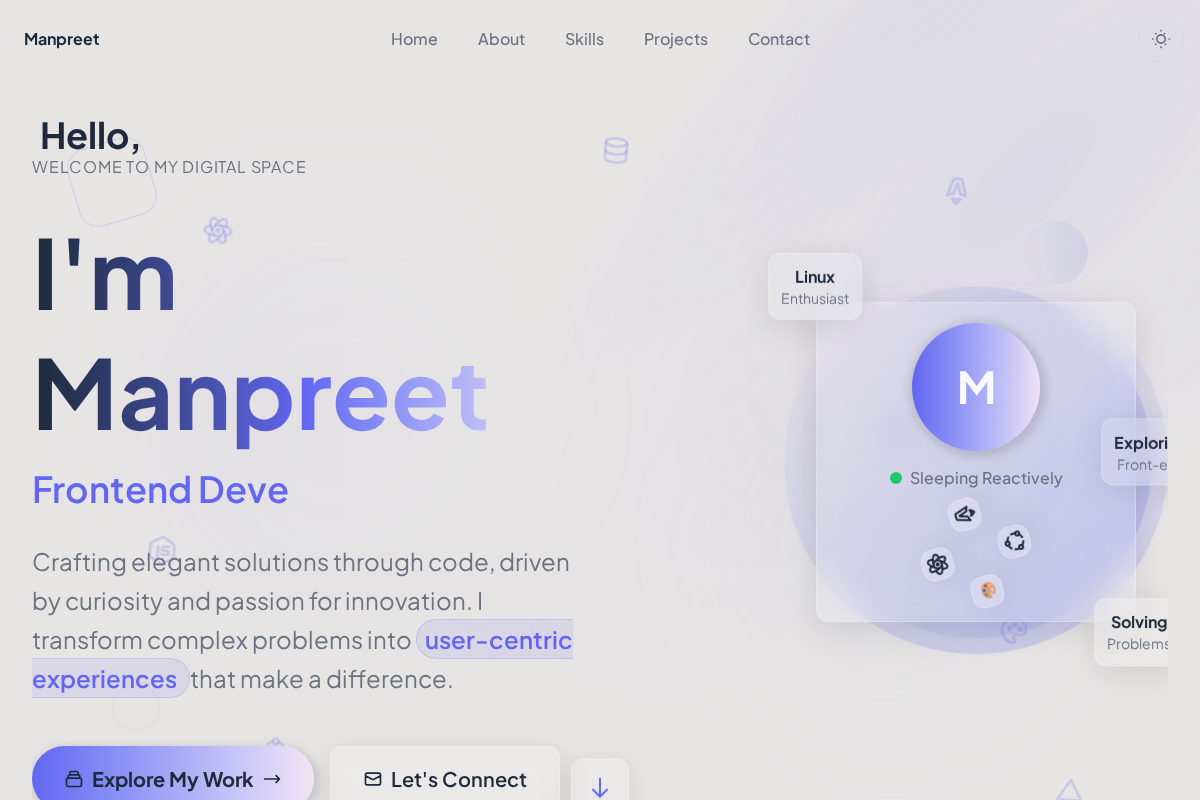 Manpreet
Home
About
Skills
Projects
Contact
Hello,
WELCOME TO MY DIGITAL SPACE
I'm
Manpreet
Frontend Deve
Crafting elegant solutions through code, driven
by curiosity and passion for innovation. I
transform complex problems into user-centric
experiences that make a difference.
Explore My Work →
Let's Connect
Linux
Enthusiast
M
Sleeping Reactively
Explori
Front-e
Solving
Problems
JS